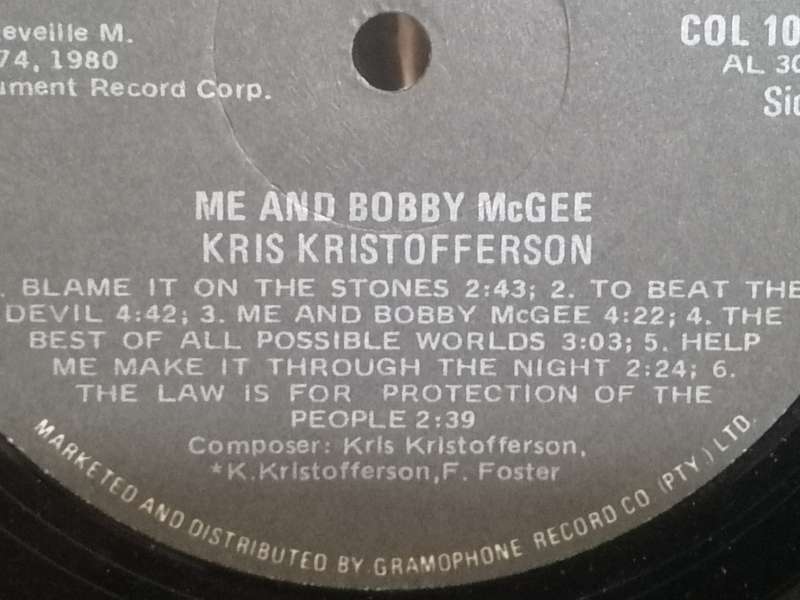 eveille M.
74, 1980
ument Record Corp.
COL 10
AL 30
Sid
ME AND BOBBY McGEE
KRIS KRISTOFFERSON
. BLAME IT ON THE STONES 2:43; 2. TO BEAT THE
DEVIL 4:42; 3. ME AND BOBBY McGEE 4:22; 4. THE
BEST OF ALL POSSIBLE WORLDS 3:03; 5. HELP
ME MAKE IT THROUGH THE NIGHT 2:24; 6.
THE LAW IS FOR PROTECTION OF THE
PEOPLE 2:39
Composer: Kris Kristofferson,
*K.Kristofferson,F. Foster
MARKETED AND DISTRIBUTED BY GRAMOPHONE RECORD CO (PTY.) LTD.